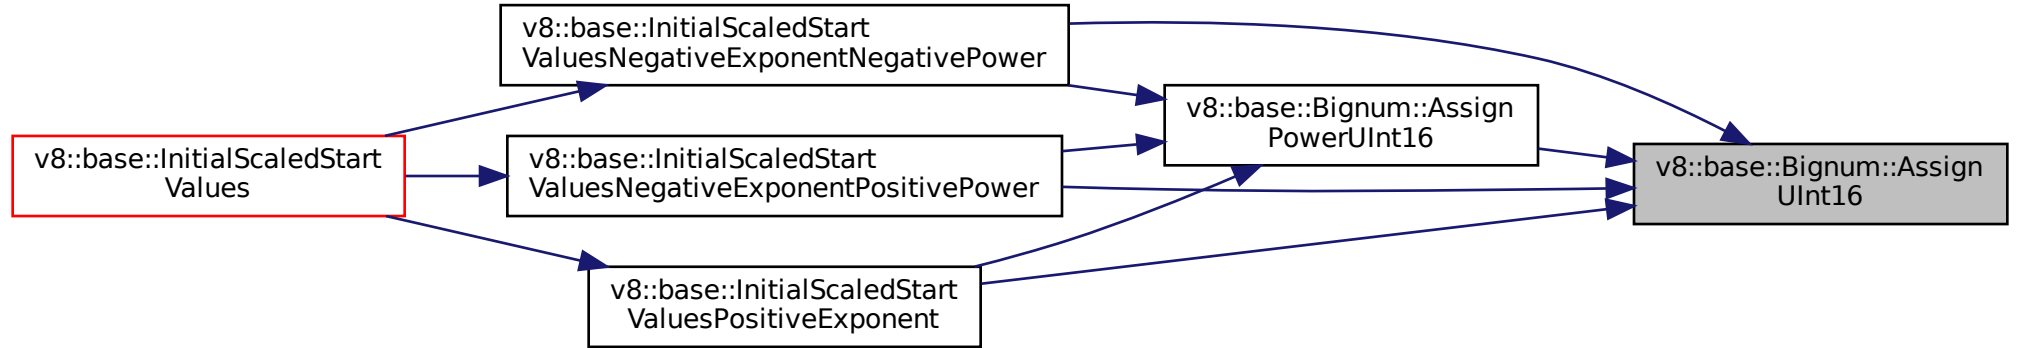 v8::base::InitialScaledStart
ValuesNegativeExponentNegativePower
v8::base::Bignum::Assign
PowerUInt16
v8::base::InitialScaledStart
Values
v8::base::InitialScaledStart
ValuesNegativeExponentPositivePower
v8::base::Bignum::Assign
UInt16
v8::base::InitialScaledStart
ValuesPositiveExponent